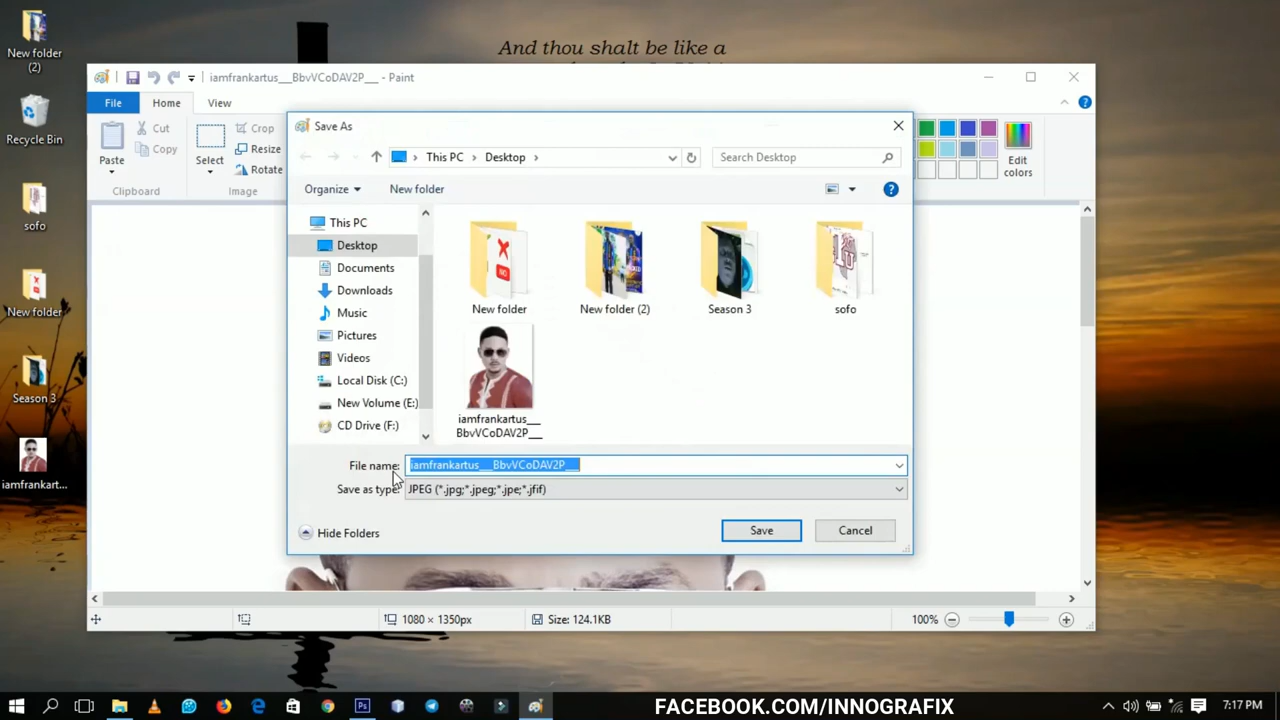 And thou shalt be like a
New folder
(2)
Recycle Bin
sofo
New folder
Season 3
iamfrankart...
iamfrankartus___BbvVCoDAV2P___ - Paint
File
Home
View
Paste
Cut
Copy
Clipboard
Select
Crop
Resize
Rotate
Image
Edit
colors
Save As
This PC
Desktop
Search Desktop
Organize
New folder
This PC
Desktop
Documents
Downloads
Music
Pictures
Videos
Local Disk (C:)
New Volume (E:)
CD Drive (F:)
New folder
New folder (2)
Season 3
sofo
iamfrankartus___
BbvVCoDAV2P___
File name:
iamfrankartus___BbvVCoDAV2P___
Save as type:
JPEG (*.jpg;*.jpeg;*.jpe;*.jfif)
Hide Folders
Save
Cancel
1080 × 1350px
Size: 124.1KB
100%
FACEBOOK.COM/INNOGRAFIX
7:17 PM